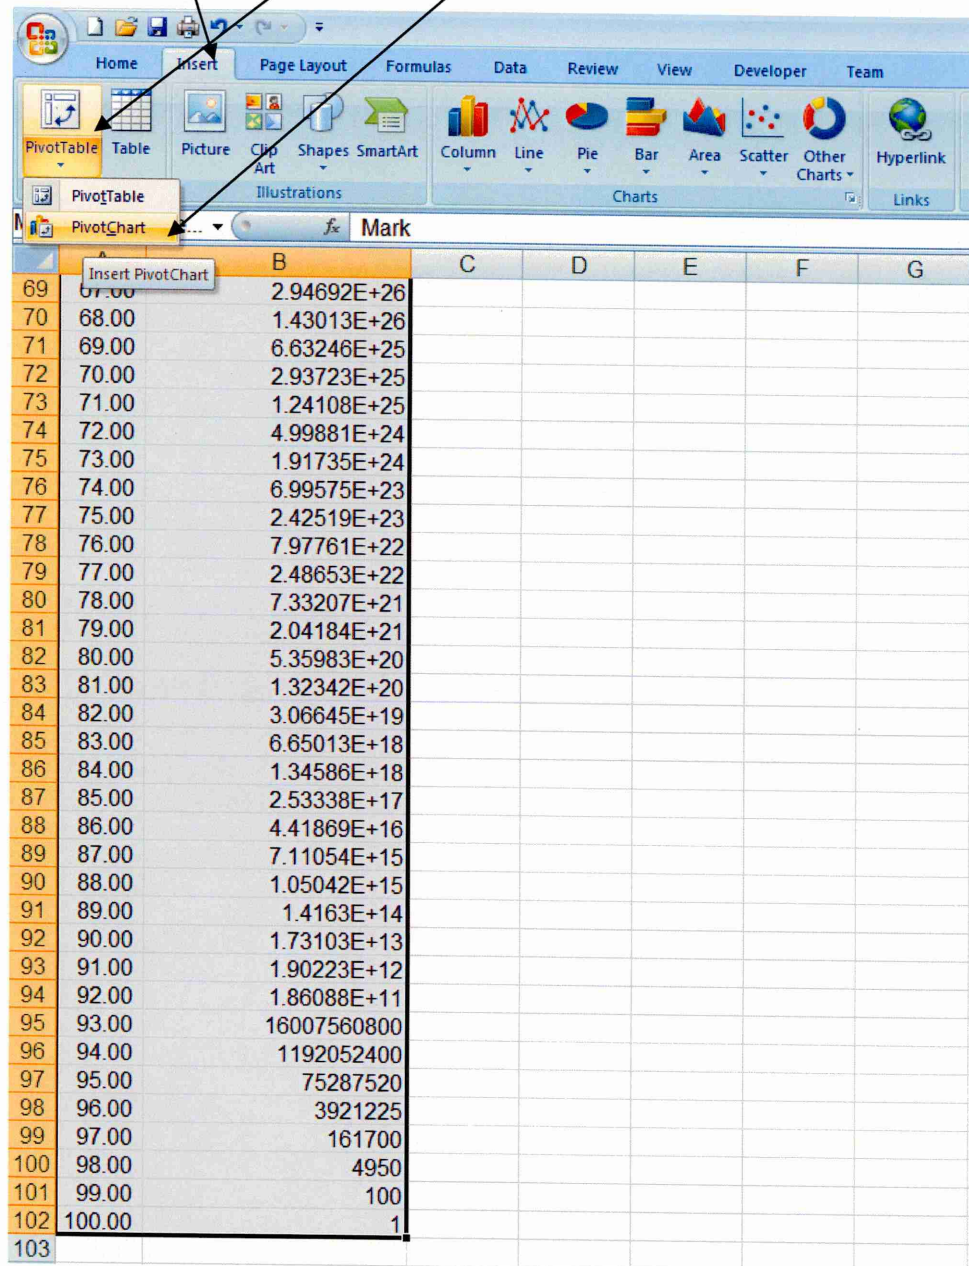 Home Insert Page Layout Formulas Data Review View Developer Team
PivotTable Table Picture Clip Art Shapes SmartArt Column Line Pie Bar Area Scatter Other Charts Hyperlink
Illustrations Charts Links
PivotTable
PivotChart ... fx Mark
Insert PivotChart
B C D E F G
69 67.00 2.94692E+26
70 68.00 1.43013E+26
71 69.00 6.63246E+25
72 70.00 2.93723E+25
73 71.00 1.24108E+25
74 72.00 4.99881E+24
75 73.00 1.91735E+24
76 74.00 6.99575E+23
77 75.00 2.42519E+23
78 76.00 7.97761E+22
79 77.00 2.48653E+22
80 78.00 7.33207E+21
81 79.00 2.04184E+21
82 80.00 5.35983E+20
83 81.00 1.32342E+20
84 82.00 3.06645E+19
85 83.00 6.65013E+18
86 84.00 1.34586E+18
87 85.00 2.53338E+17
88 86.00 4.41869E+16
89 87.00 7.11054E+15
90 88.00 1.05042E+15
91 89.00 1.4163E+14
92 90.00 1.73103E+13
93 91.00 1.90223E+12
94 92.00 1.86088E+11
95 93.00 16007560800
96 94.00 1192052400
97 95.00 75287520
98 96.00 3921225
99 97.00 161700
100 98.00 4950
101 99.00 100
102 100.00 1
103